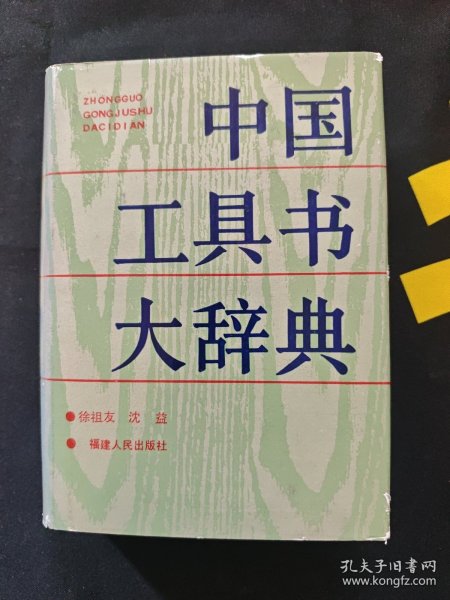 ZHONGGUO
GONGJUSHU
DACIDIAN
中国
工具书
大辞典
徐祖友 沈益
福建人民出版社
孔夫子旧书网
www.kongfz.com